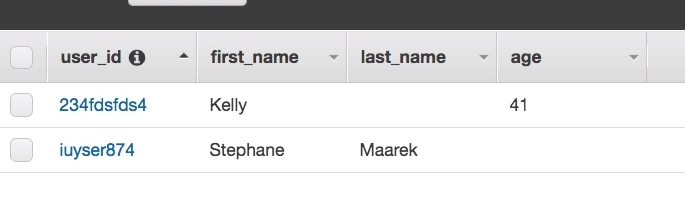 user_id first_name last_name age
234fdsfds4 Kelly 41
iuyser874 Stephane Maarek